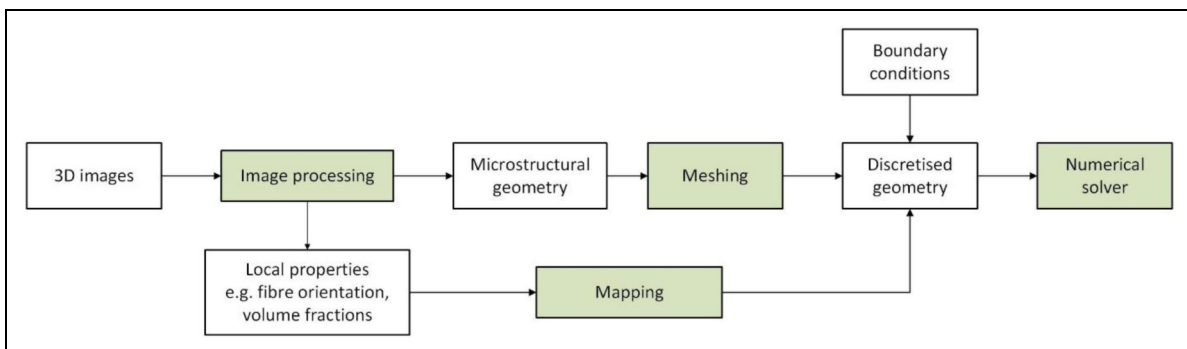 Boundary
conditions
3D images
Image processing
Microstructural
geometry
Meshing
Discretised
geometry
Numerical
solver
Local properties
e.g. fibre orientation,
volume fractions
Mapping